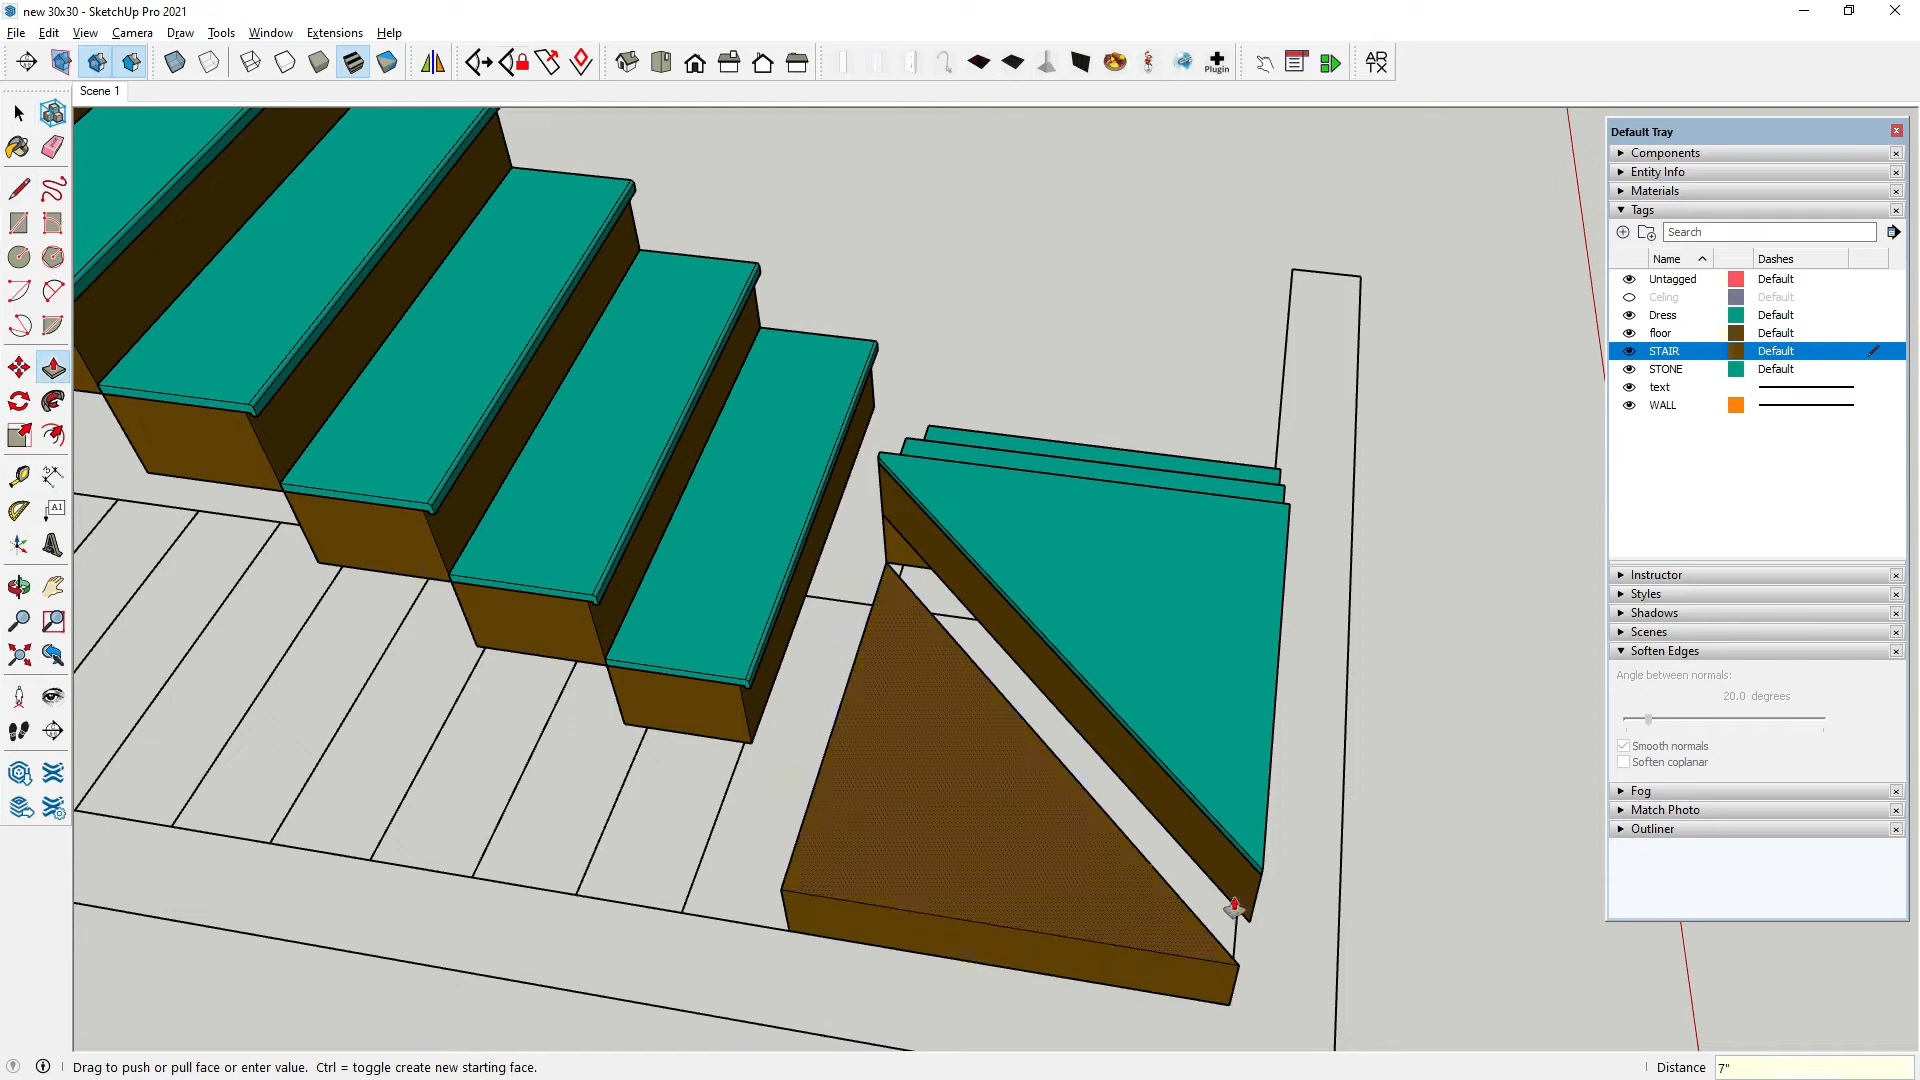 new 30x30 - SketchUp Pro 2021
File Edit View Camera Draw Tools Window Extensions Help
Plugin
AR
TX
Scene 1
A1
Default Tray
Components
Entity Info
Materials
Tags
Search
Name Dashes
Untagged Default
Celing Default
Dress Default
floor Default
STAIR Default
STONE Default
text
WALL
Instructor
Styles
Shadows
Scenes
Soften Edges
Angle between normals:
20.0 degrees
Smooth normals
Soften coplanar
Fog
Match Photo
Outliner
Drag to push or pull face or enter value. Ctrl = toggle create new starting face.
Distance 7"